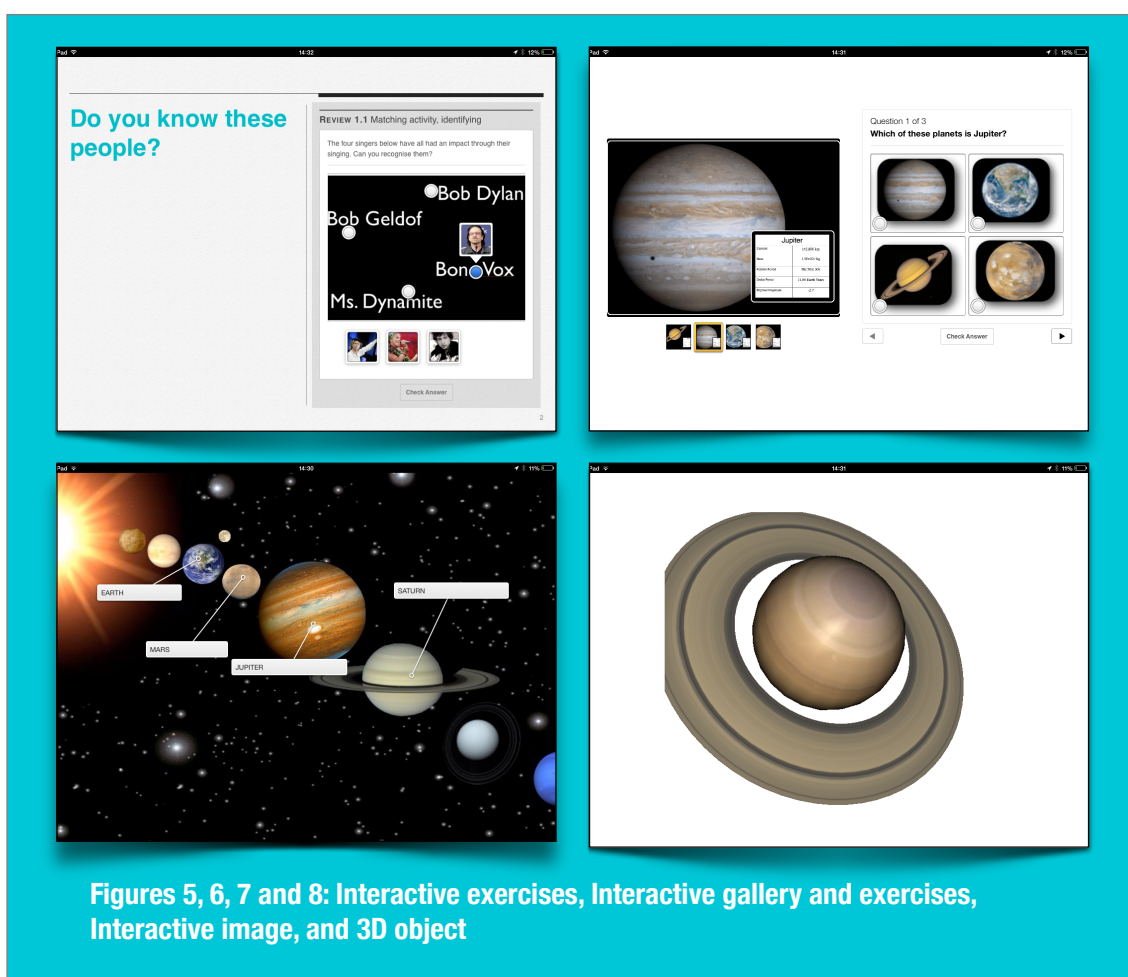 Pad 14:32 12%
Do you know these
people?
REVIEW 1.1 Matching activity, identifying
The four singers below have all had an impact through their
singing. Can you recognise them?
Bob Dylan
Bob Geldof
Bono Vox
Ms. Dynamite
Check Answer
2
Pad 14:31 12%
Jupiter
Question 1 of 3
Which of these planets is Jupiter?
Check Answer
Pad 14:30 11%
EARTH
MARS
JUPITER
SATURN
Pad 14:31 11%
Figures 5, 6, 7 and 8: Interactive exercises, Interactive gallery and exercises,
Interactive image, and 3D object